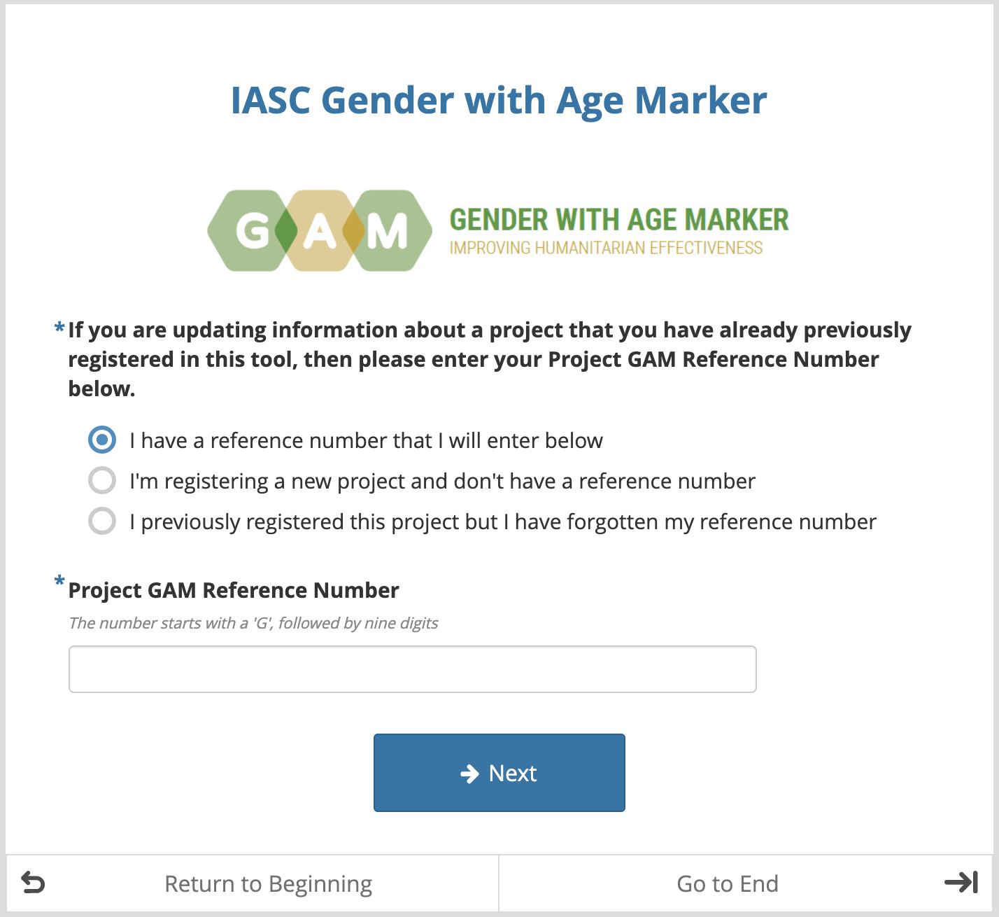 IASC Gender with Age Marker
GAM
GENDER WITH AGE MARKER
IMPROVING HUMANITARIAN EFFECTIVENESS
*If you are updating information about a project that you have already previously
registered in this tool, then please enter your Project GAM Reference Number
below.
I have a reference number that I will enter below
I'm registering a new project and don't have a reference number
I previously registered this project but I have forgotten my reference number
*Project GAM Reference Number
The number starts with a 'G', followed by nine digits
Next
Return to Beginning
Go to End